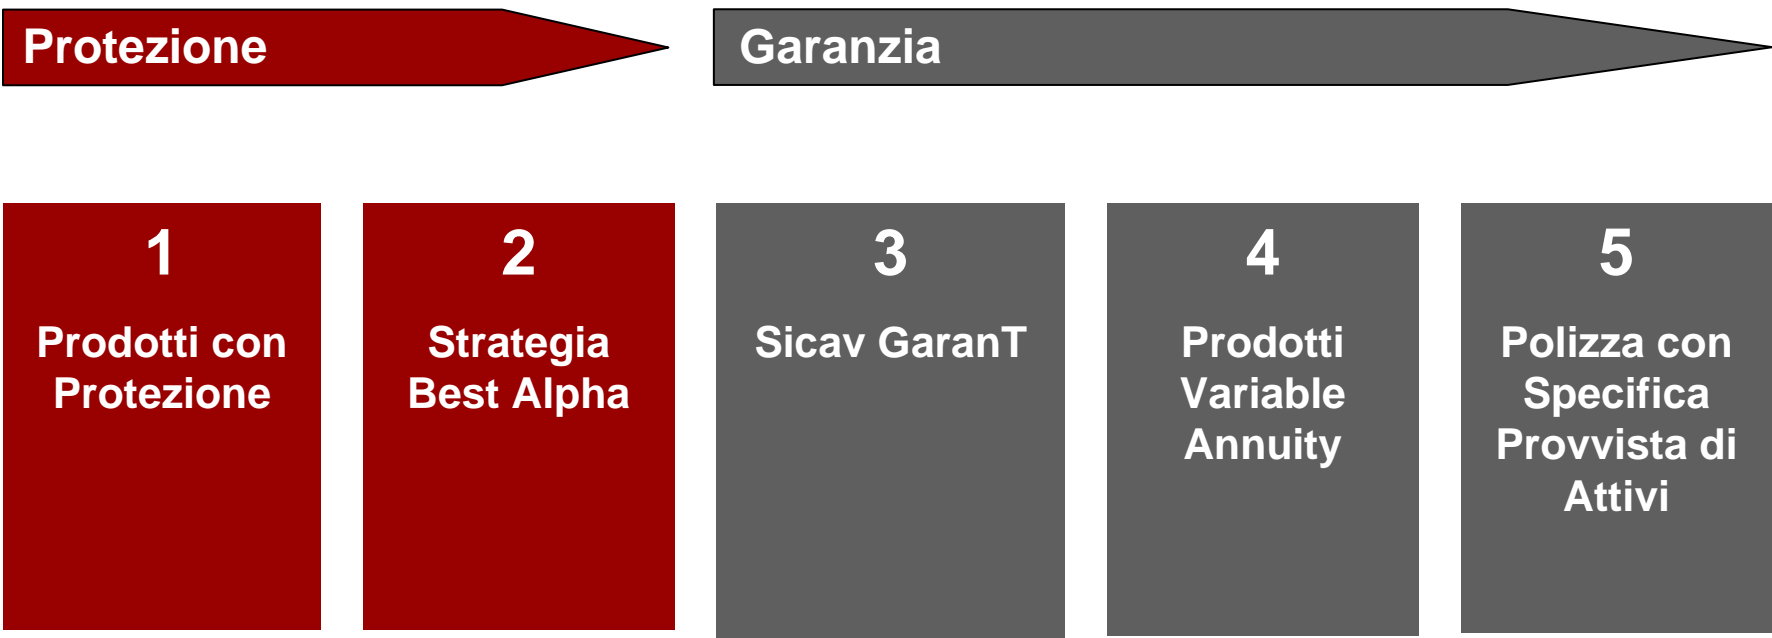 Protezione
Garanzia
1
Prodotti con
Protezione
2
Strategia
Best Alpha
3
Sicav GaranT
4
Prodotti
Variable
Annuity
5
Polizza con
Specifica
Provvista di
Attivi